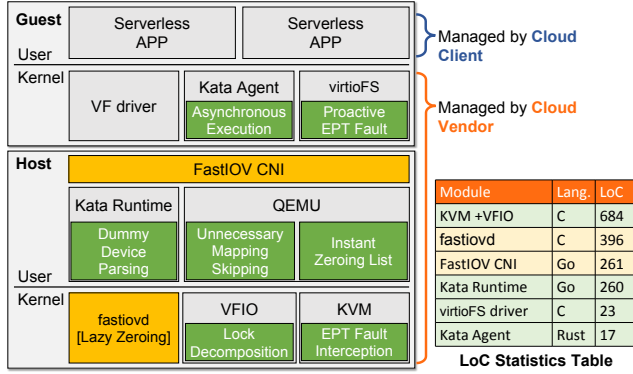 Guest
Serverless
APP
Serverless
APP
User
Kernel
VF driver
Kata Agent
Asynchronous
Execution
virtioFS
Proactive
EPT Fault
Managed by Cloud
Client
Managed by Cloud
Vendor
Host
FastIOV CNI
Kata Runtime
Dummy
Device
Parsing
QEMU
Unnecessary
Mapping
Skipping
Instant
Zeroing List
User
Kernel
fastiovd
[Lazy Zeroing]
VFIO
Lock
Decomposition
KVM
EPT Fault
Interception
Module Lang. LoC
KVM +VFIO C 684
fastiovd C 396
FastIOV CNI Go 261
Kata Runtime Go 260
virtioFS driver C 23
Kata Agent Rust 17
LoC Statistics Table